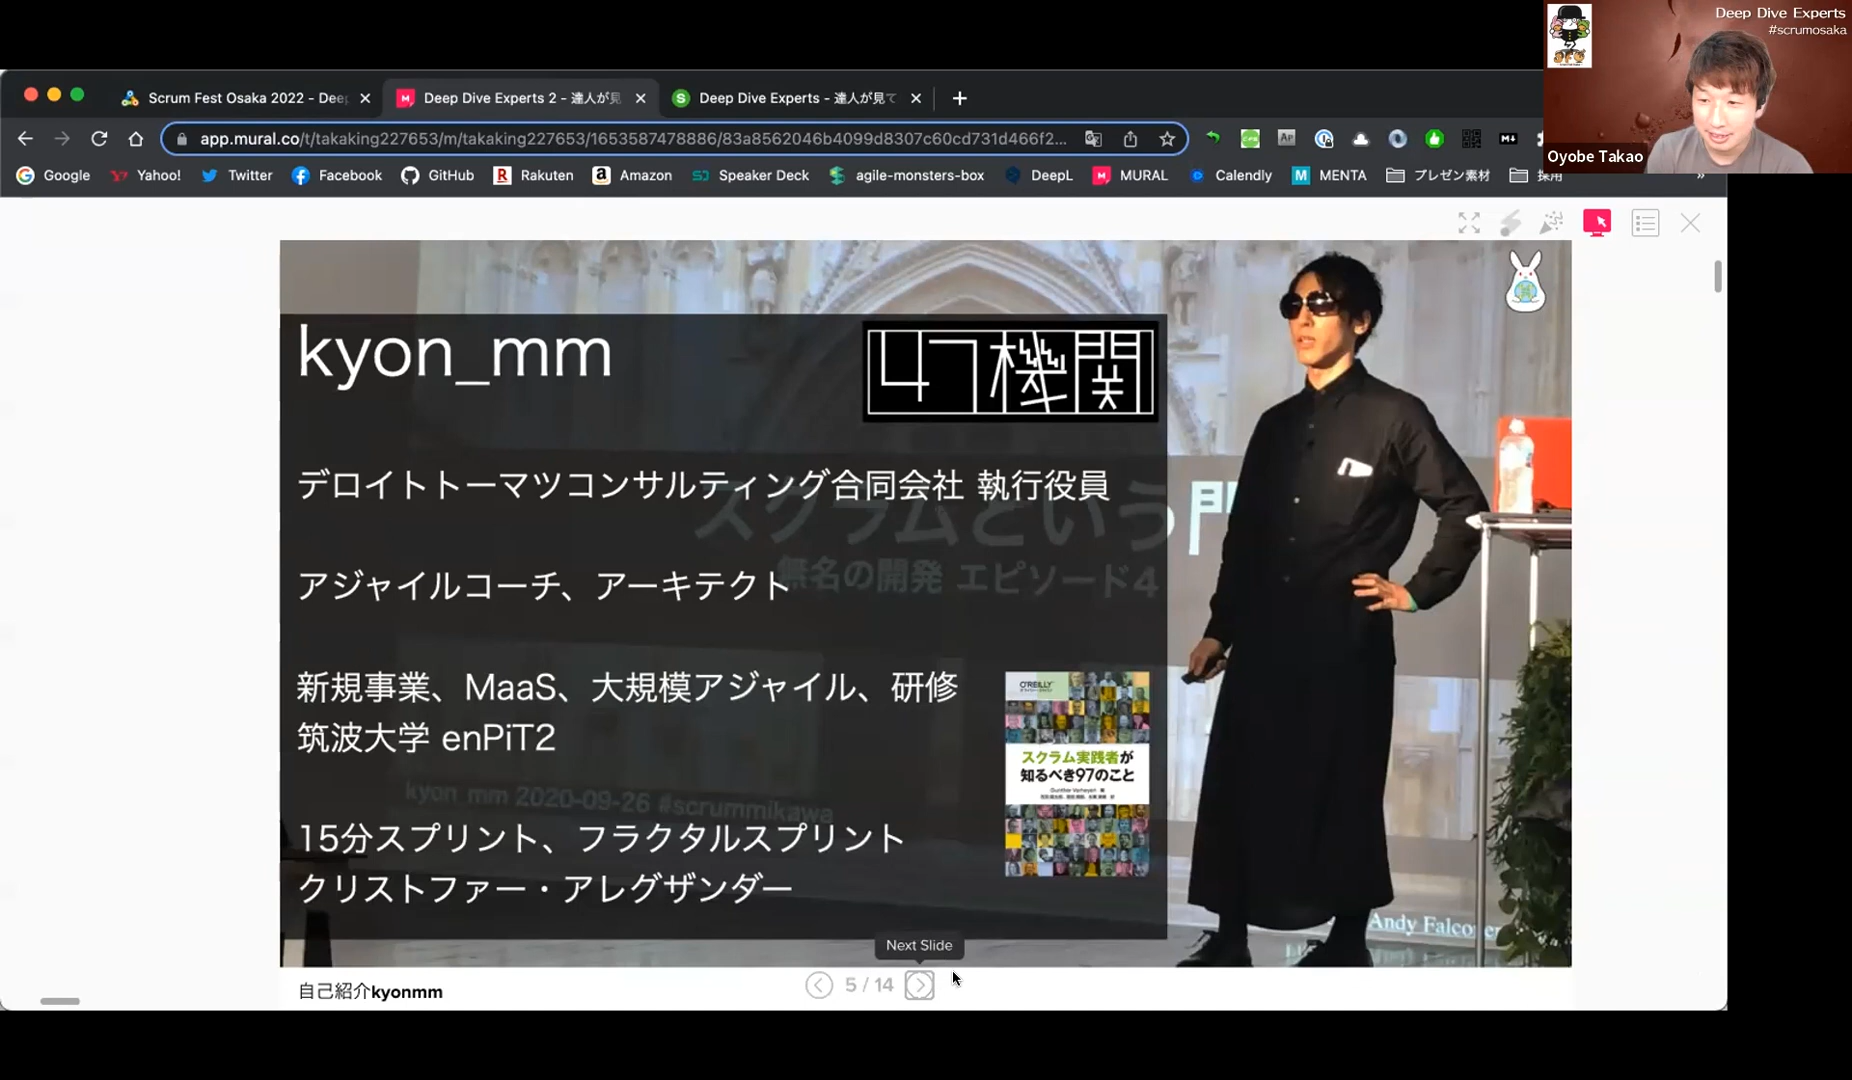 Deep Dive Experts
#scrumosaka
Oyobe Takao
Scrum Fest Osaka 2022 - Deep
Deep Dive Experts 2 - 達人が見
Deep Dive Experts - 達人が見て
app.mural.co/t/takaking227653/m/takaking227653/1653587478886/83a8562046b4099d8307c60cd731d466f2...
Google Yahoo! Twitter Facebook GitHub Rakuten Amazon Speaker Deck agile-monsters-box DeepL MURAL Calendly MENTA プレゼン素材 採用
kyon_mm
47機関
デロイトトーマツコンサルティング合同会社 執行役員
スクラムという門
アジャイルコーチ、アーキテクト
無名の開発 エピソード4
新規事業、MaaS、大規模アジャイル、研修
筑波大学 enPiT2
O'REILLY
スクラム実践者が
知るべき97のこと
Gunther Verheyen 編
kyon_mm 2020-09-26 #scrummikawa
15分スプリント、フラクタルスプリント
クリストファー・アレグザンダー
Andy Falconer
Next Slide
5 / 14
自己紹介kyonmm